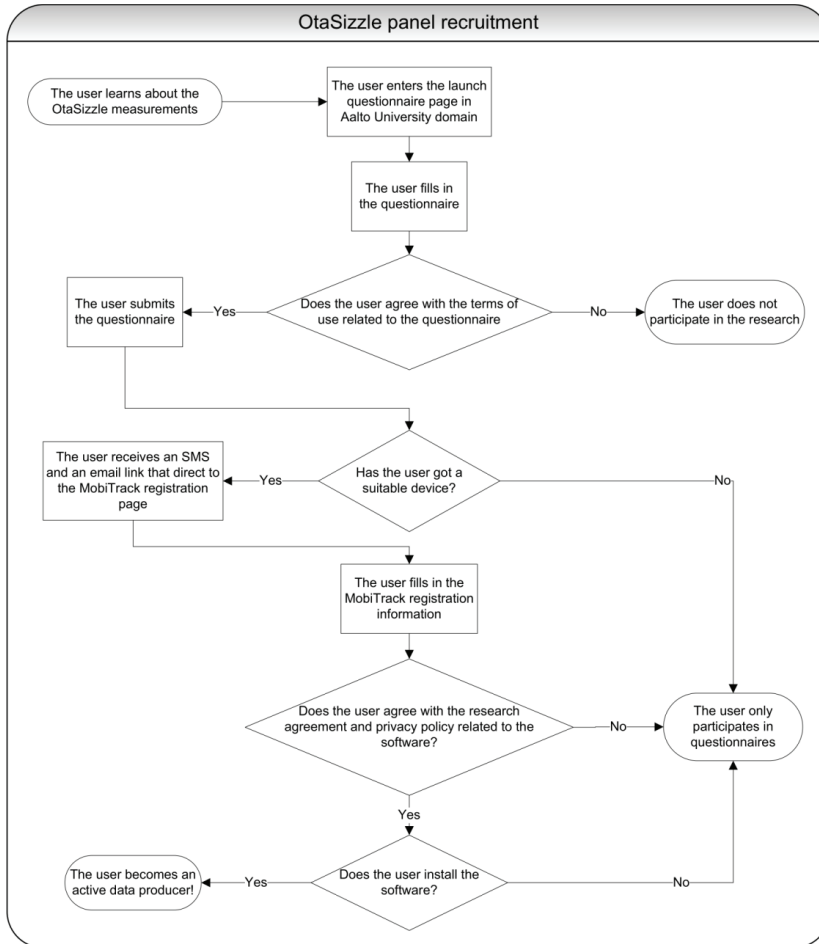 OtaSizzle panel recruitment
The user learns about the
OtaSizzle measurements
The user enters the launch
questionnaire page in
Aalto University domain
The user fills in
the questionnaire
Does the user agree with the terms of
use related to the questionnaire
Yes
No
The user submits
the questionnaire
The user does not
participate in the research
Has the user got a
suitable device?
Yes
No
The user receives an SMS
and an email link that direct to
the MobiTrack registration
page
The user fills in the
MobiTrack registration
information
Does the user agree with the research
agreement and privacy policy related to the
software?
No
The user only
participates in
questionnaires
Yes
Does the user install the
software?
Yes
No
The user becomes an
active data producer!